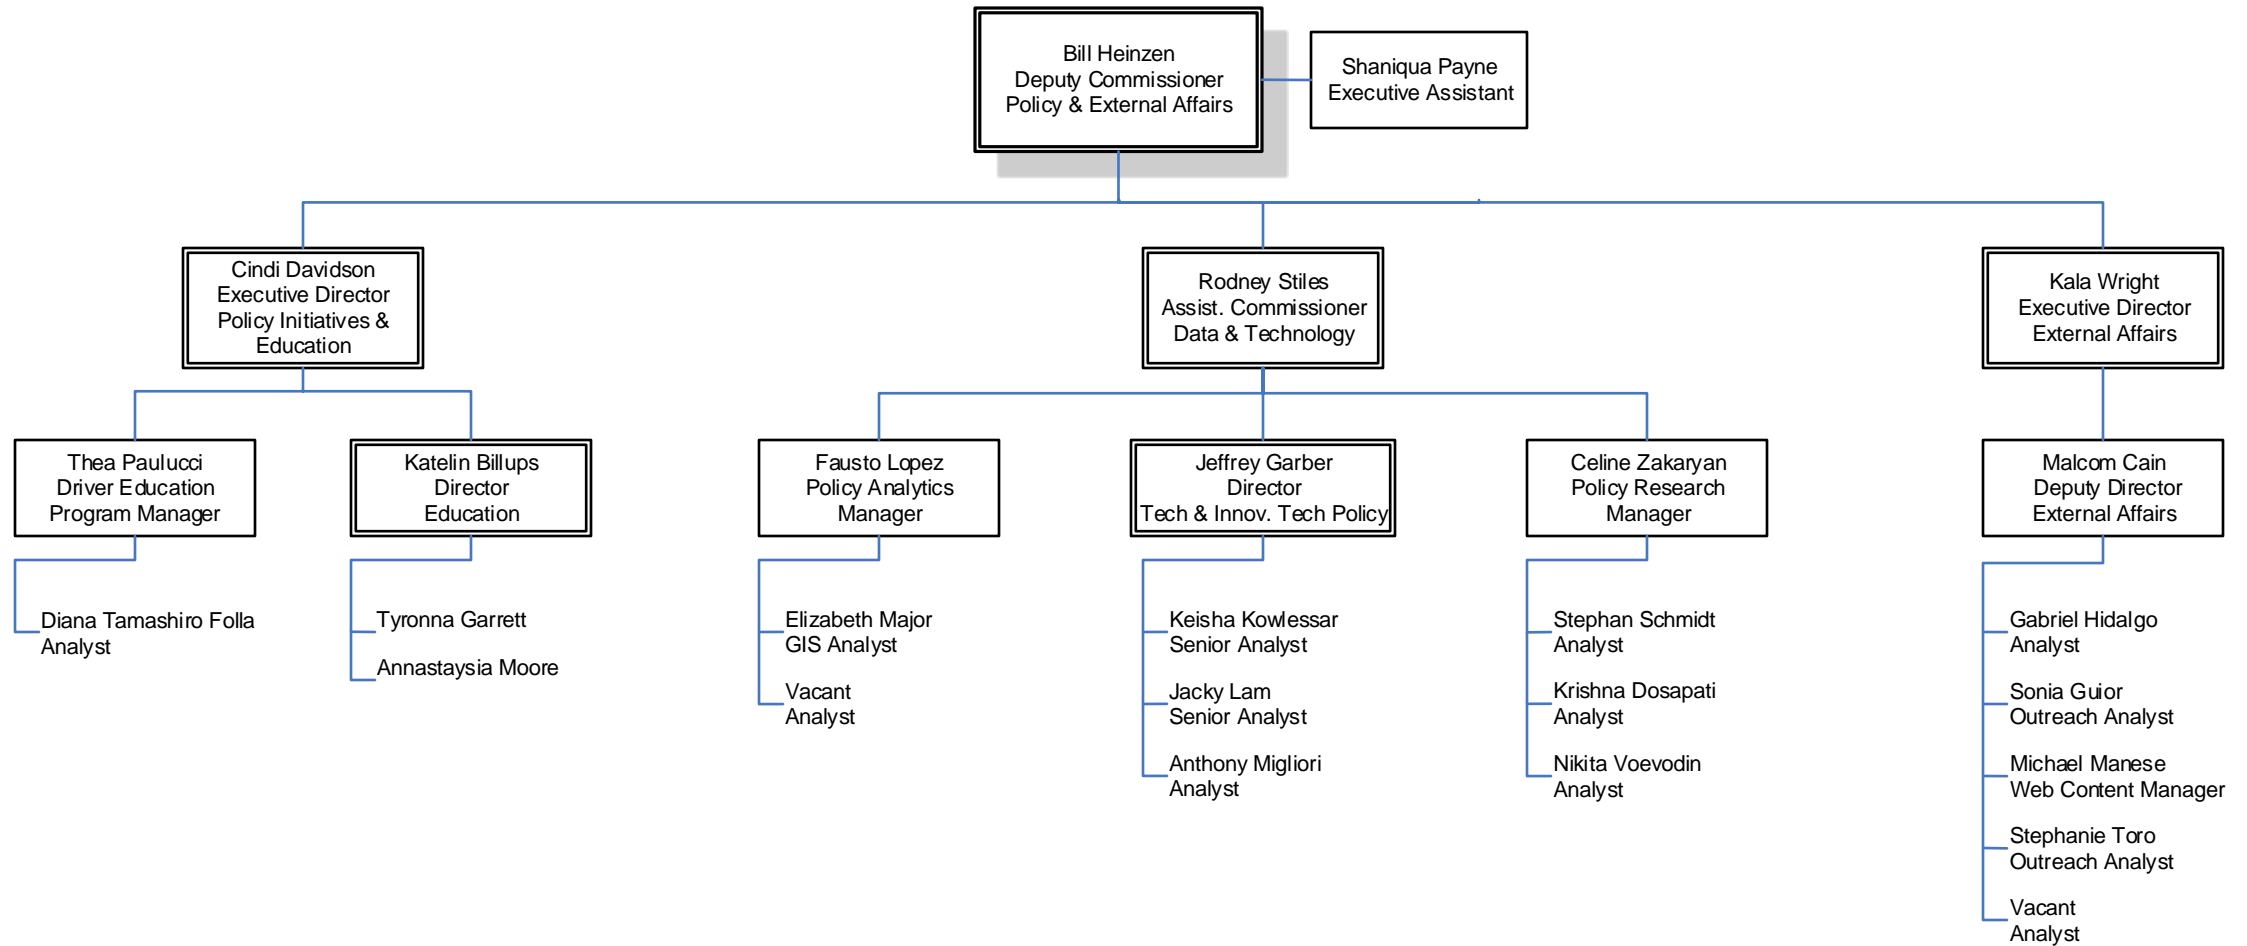 Bill Heinzen
Deputy Commissioner
Policy & External Affairs
Shaniqua Payne
Executive Assistant
Cindi Davidson
Executive Director
Policy Initiatives &
Education
Rodney Stiles
Assist. Commissioner
Data & Technology
Kala Wright
Executive Director
External Affairs
Thea Paulucci
Driver Education
Program Manager
Katelin Billups
Director
Education
Fausto Lopez
Policy Analytics
Manager
Jeffrey Garber
Director
Tech & Innov. Tech Policy
Celine Zakaryan
Policy Research
Manager
Malcom Cain
Deputy Director
External Affairs
Diana Tamashiro Folla
Analyst
Tyronna Garrett
Annastaysia Moore
Elizabeth Major
GIS Analyst
Vacant
Analyst
Keisha Kowlessar
Senior Analyst
Jacky Lam
Senior Analyst
Anthony Migliori
Analyst
Stephan Schmidt
Analyst
Krishna Dosapati
Analyst
Nikita Voevodin
Analyst
Gabriel Hidalgo
Analyst
Sonia Guior
Outreach Analyst
Michael Manese
Web Content Manager
Stephanie Toro
Outreach Analyst
Vacant
Analyst